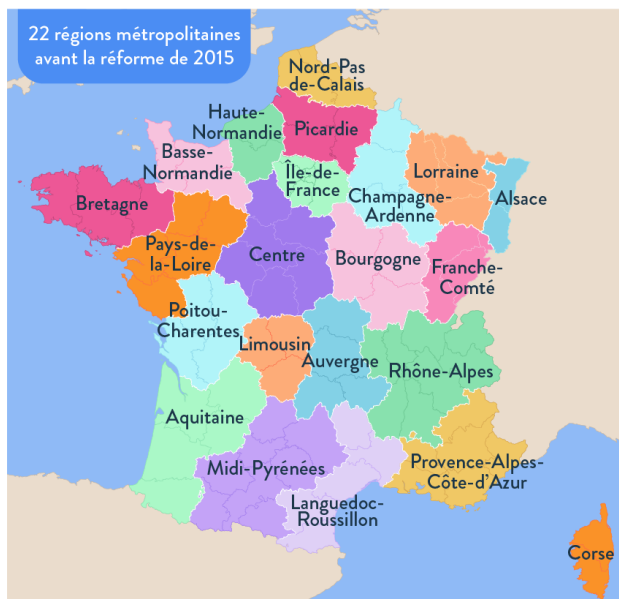 22 régions métropolitaines
avant la réforme de 2015
Nord-Pas
de-Calais
Haute-
Normandie
Picardie
Basse-
Normandie
Île-de-
France
Lorraine
Champagne-
Ardenne
Alsace
Bretagne
Pays-de-
la-Loire
Centre
Bourgogne
Franche-
Comté
Poitou-
Charentes
Limousin
Auvergne
Rhône-Alpes
Aquitaine
Midi-Pyrénées
Provence-Alpes-
Côte-d'Azur
Languedoc-
Roussillon
Corse